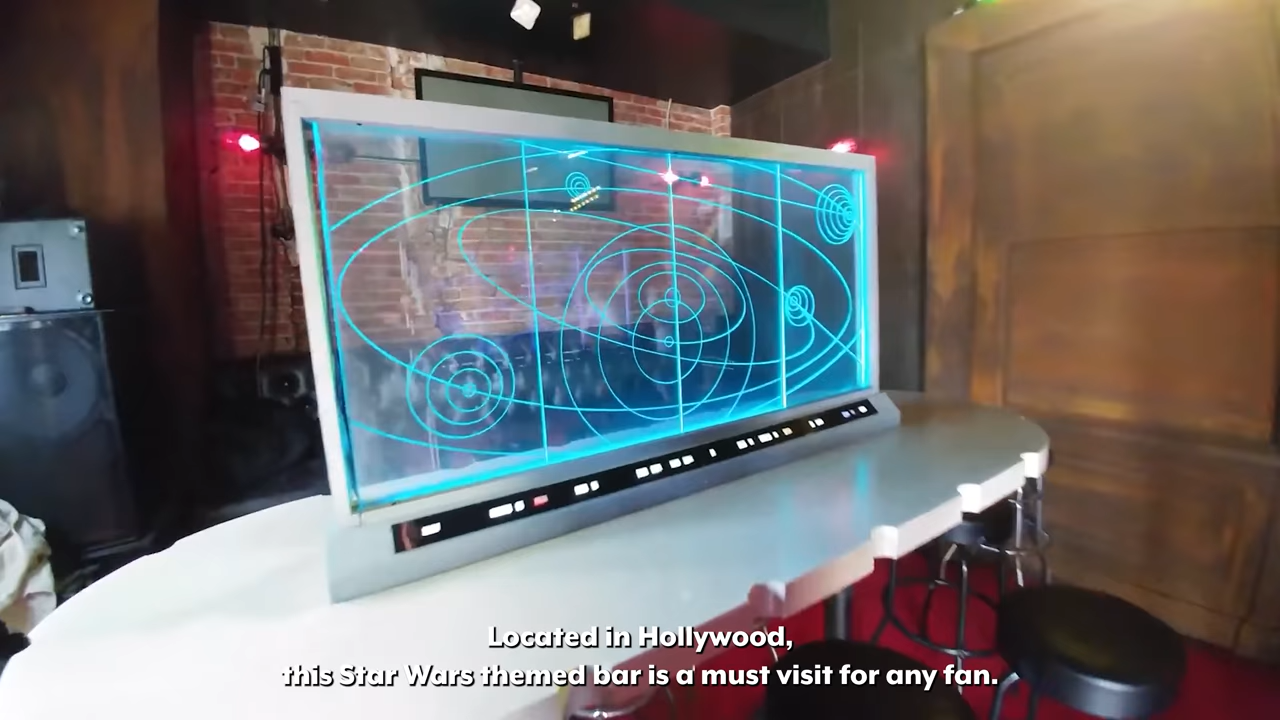 Located in Hollywood,
this Star Wars themed bar is a must visit for any fan.